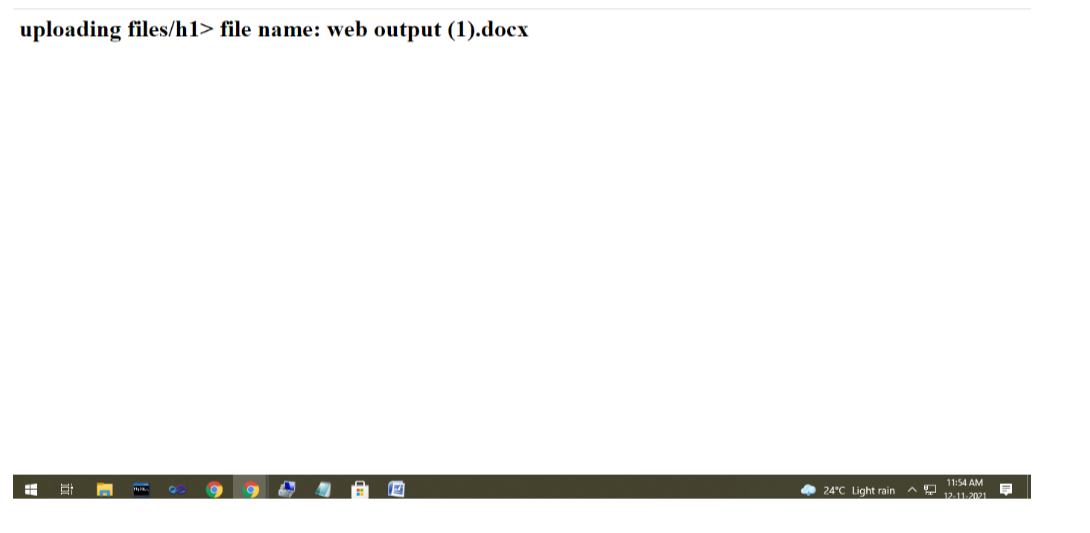 uploading files/h1> file name: web output (1).docx
24°C Light rain
11:54 AM
12-11-2021